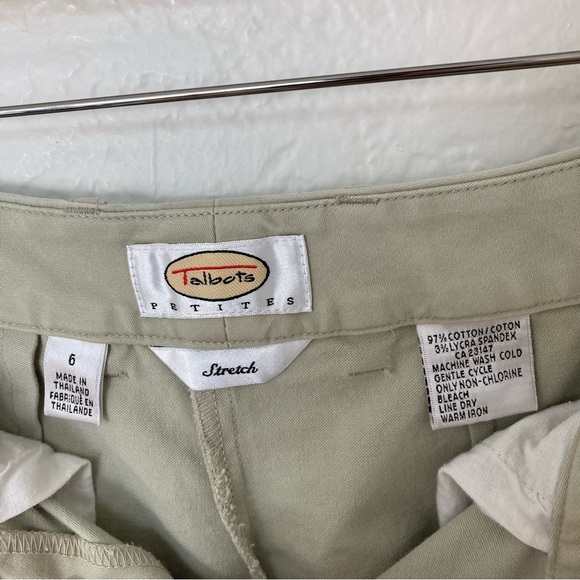 Talbots
PETITES
Stretch
6
MADE IN
THAILAND
FABRIQUÉ EN
THAILANDE
97% COTTON/COTON
3% LYCRA SPANDEX
CA 23147
MACHINE WASH COLD
GENTLE CYCLE
ONLY NON-CHLORINE
BLEACH
LINE DRY
WARM IRON